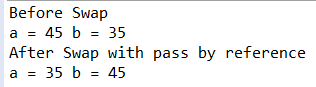 Before Swap
a = 45 b = 35
After Swap with pass by reference
a = 35 b = 45